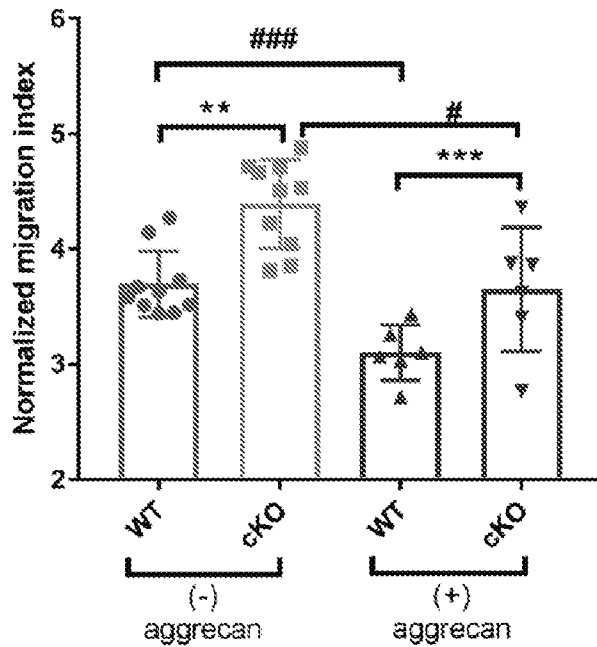 6
###
**
5
#
***
4
3
2
Normalized migration index
WT
cKO
WT
cKO
(-)
aggrecan
(+)
aggrecan